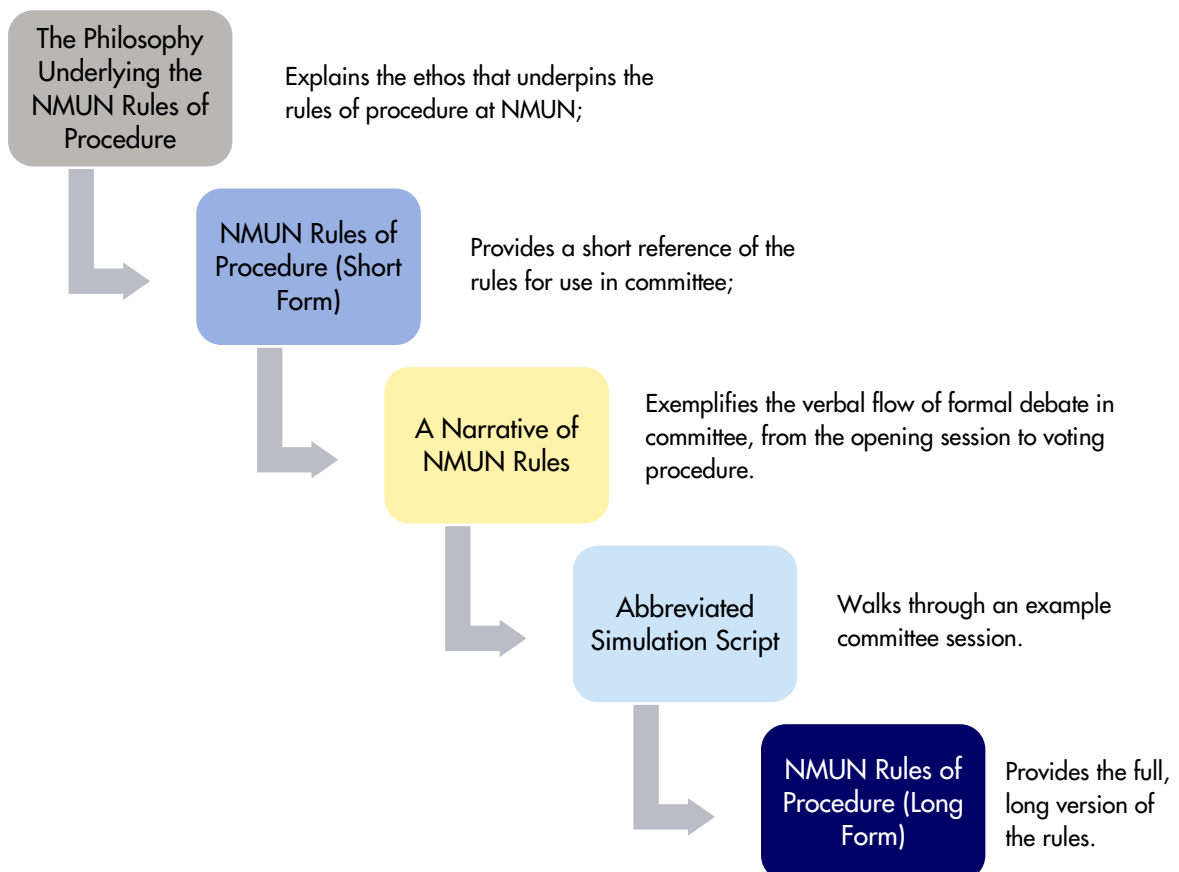 The Philosophy
Underlying the
NMUN Rules of
Procedure
Explains the ethos that underpins the
rules of procedure at NMUN;
NMUN Rules of
Procedure (Short
Form)
Provides a short reference of the
rules for use in committee;
A Narrative of
NMUN Rules
Exemplifies the verbal flow of formal debate in
committee, from the opening session to voting
procedure.
Abbreviated
Simulation Script
Walks through an example
committee session.
NMUN Rules of
Procedure (Long
Form)
Provides the full,
long version of
the rules.